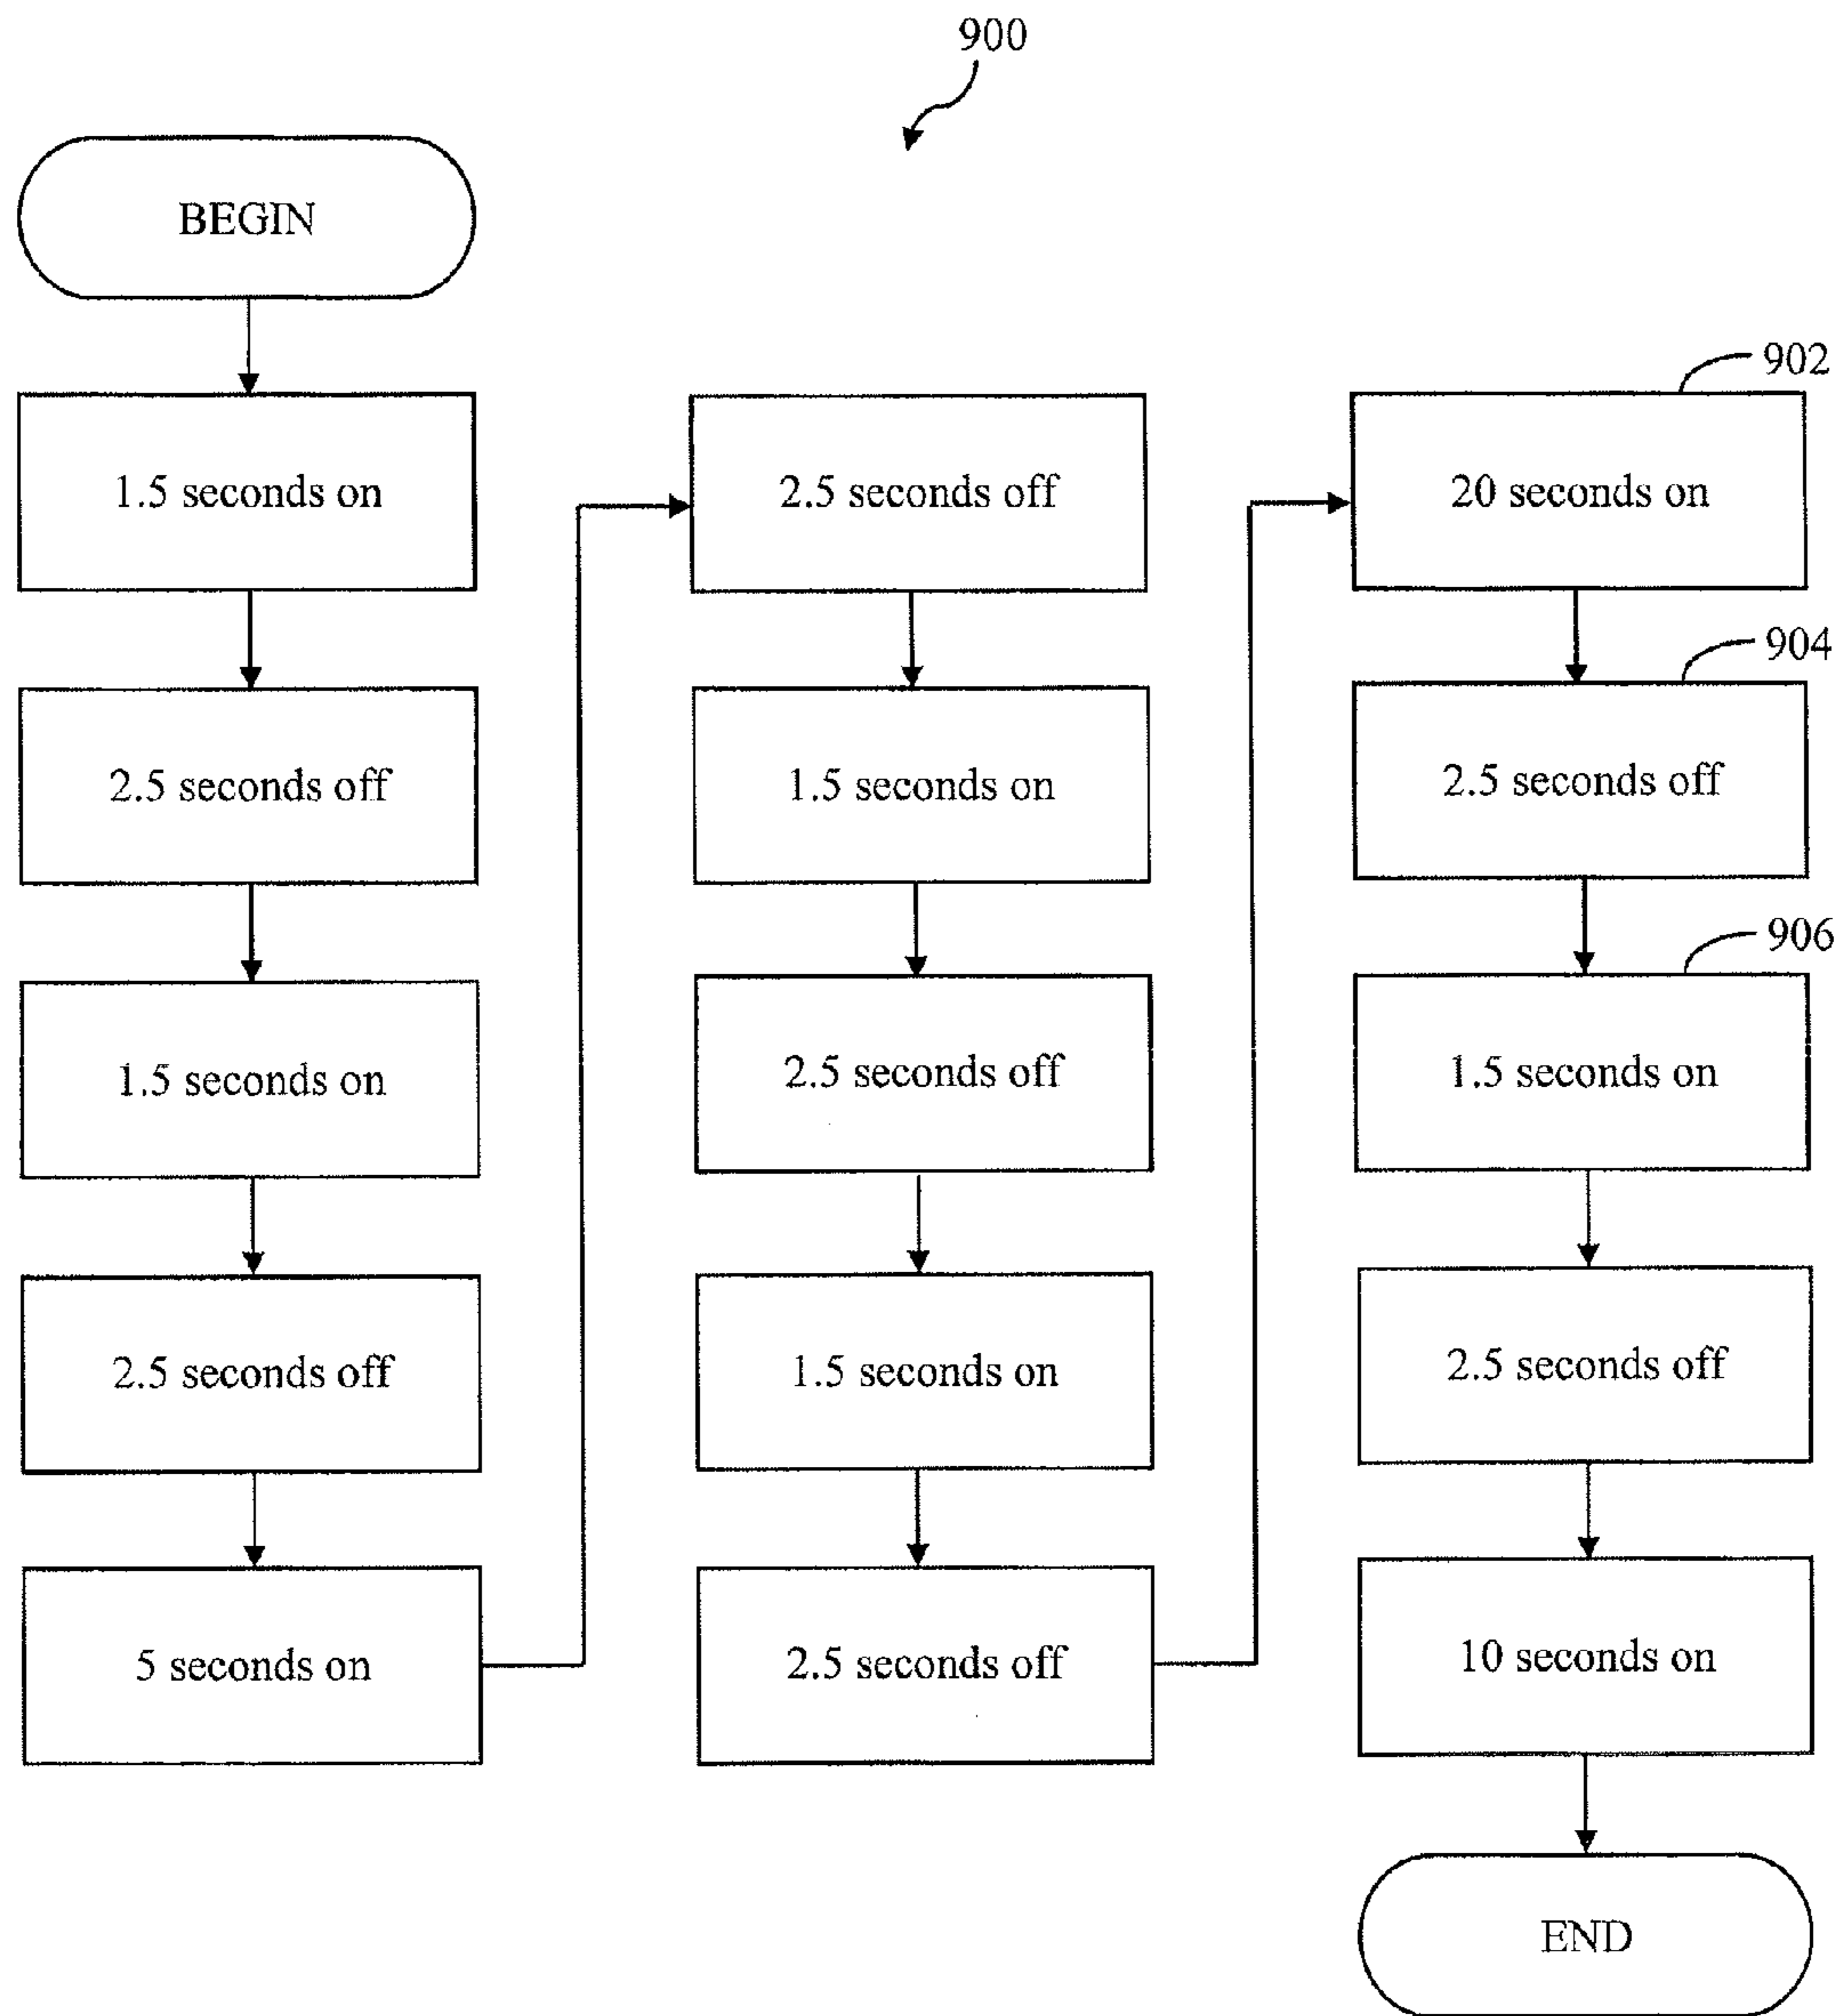 900
BEGIN
1.5 seconds on
2.5 seconds off
1.5 seconds on
2.5 seconds off
5 seconds on
2.5 seconds off
1.5 seconds on
2.5 seconds off
1.5 seconds on
2.5 seconds off
902
20 seconds on
904
2.5 seconds off
906
1.5 seconds on
2.5 seconds off
10 seconds on
END